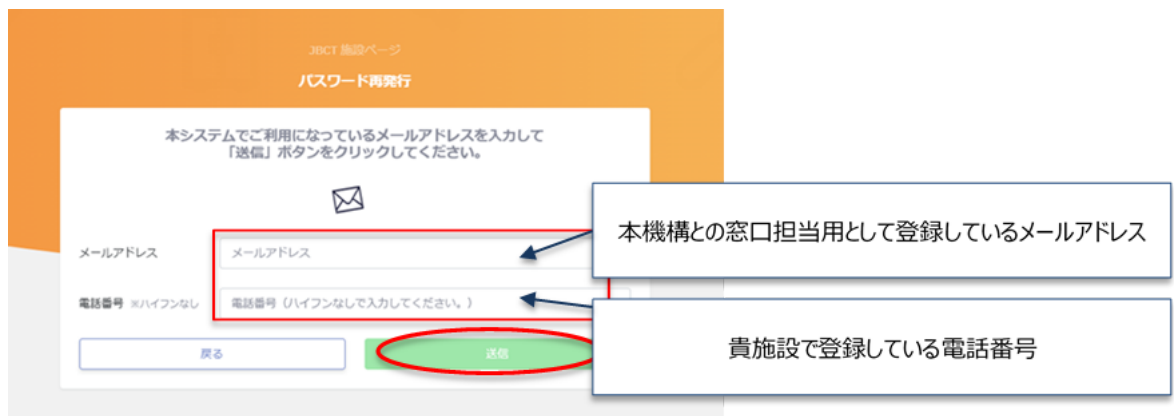 JBCT 施設ページ
パスワード再発行
本システムでご利用になっているメールアドレスを入力して
「送信」ボタンをクリックしてください。
メールアドレス
メールアドレス
本機構との窓口担当用として登録しているメールアドレス
電話番号 ※ハイフンなし
電話番号(ハイフンなしで入力してください。)
貴施設で登録している電話番号
戻る
送信